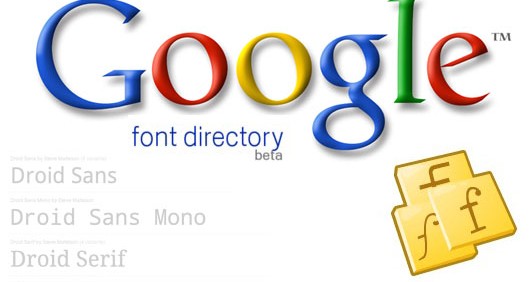 Google™
font directory
beta
Droid Sans
Droid Sans Mono
Droid Serif
f
f
f